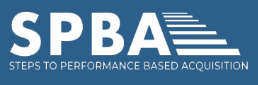 SPBA
STEPS TO PERFORMANCE BASED ACQUISITION